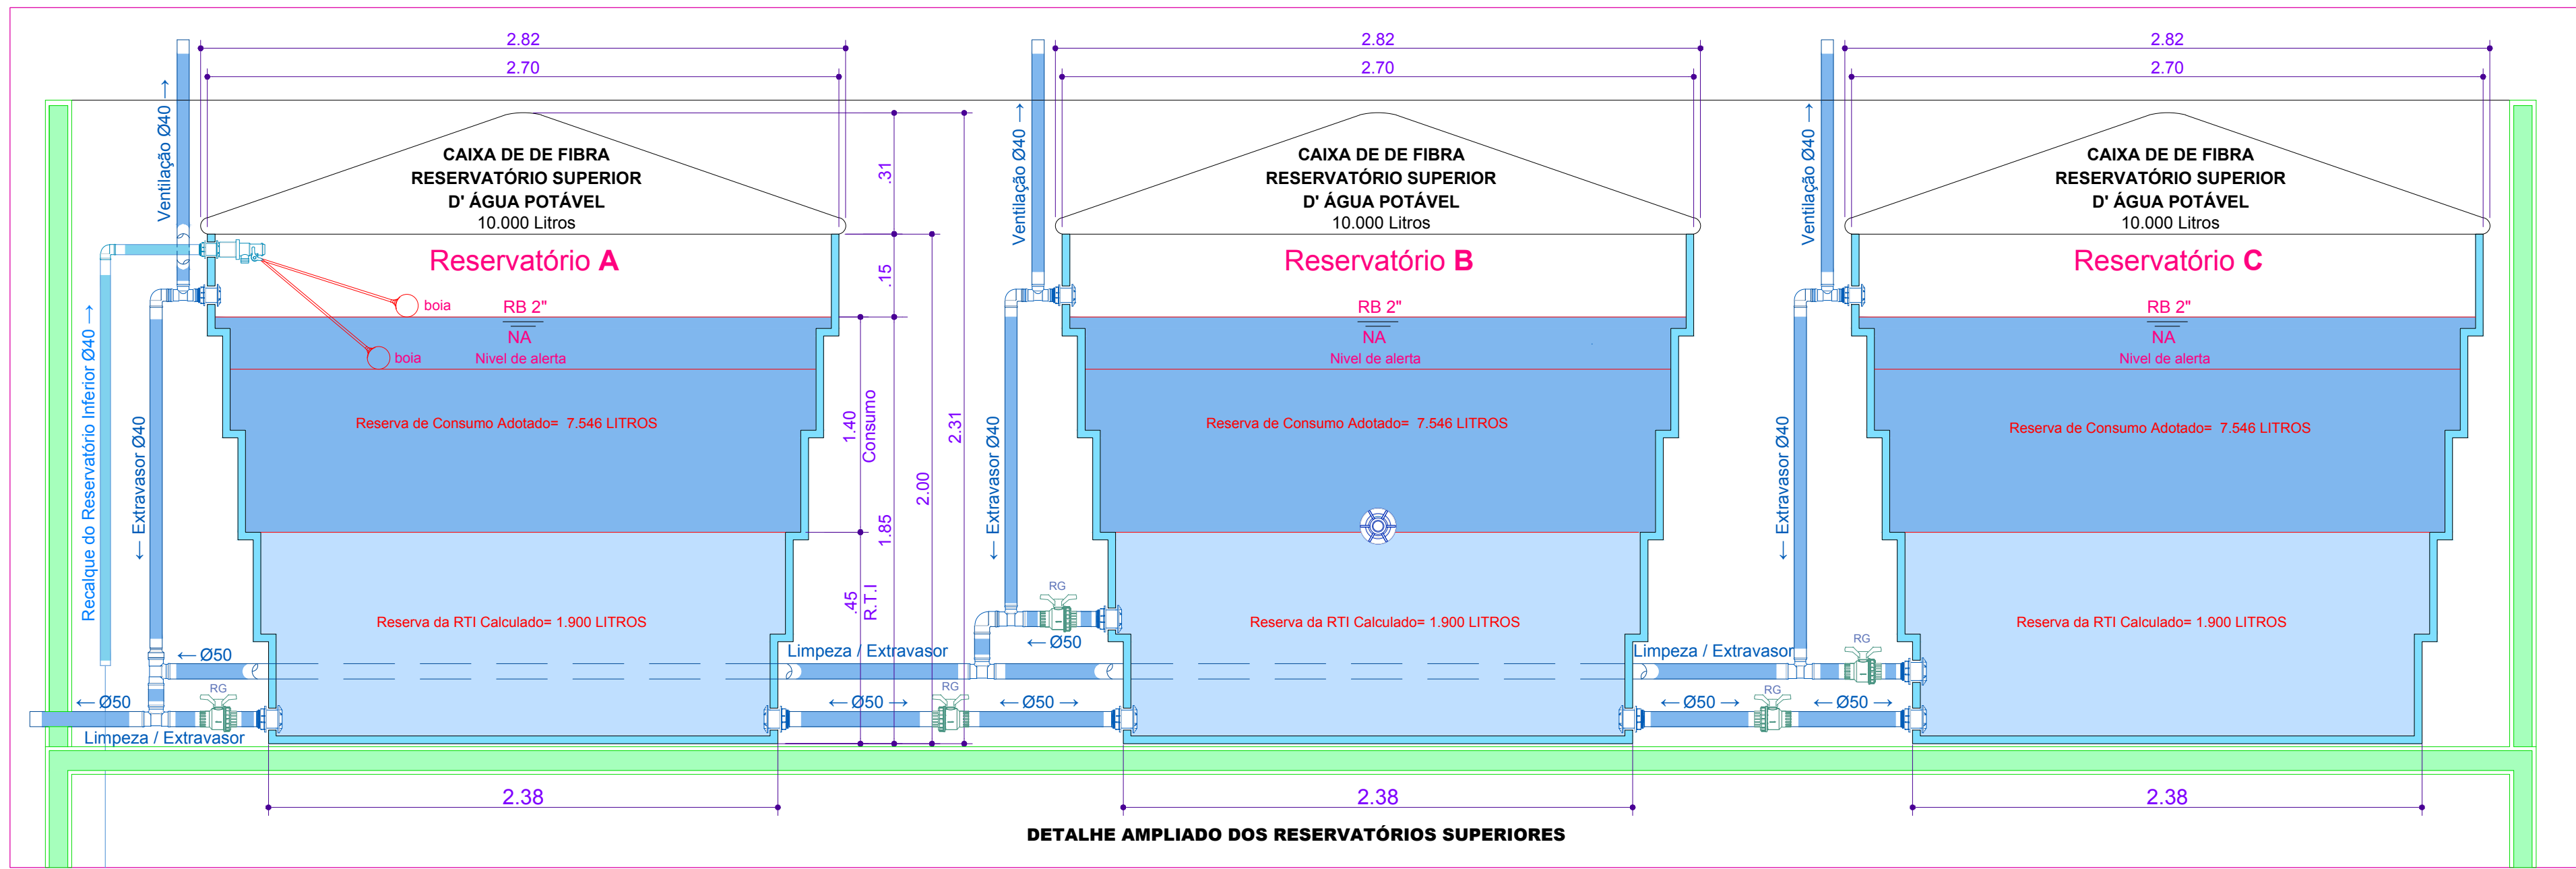 2.82
2.70
2.82
2.70
2.82
2.70
Ventilação Ø40 →
CAIXA DE DE FIBRA
RESERVATÓRIO SUPERIOR
D' ÁGUA POTÁVEL
10.000 Litros
Reservatório A
boia
RB 2"
NA
boia
Nivel de alerta
Reserva de Consumo Adotado= 7.546 LITROS
Reserva da RTI Calculado= 1.900 LITROS
Recalque do Reservatório Inferior Ø40 →
← Extravasor Ø40
← Ø50
← Ø50
RG
Limpeza / Extravasor
2.38
.31
.15
1.40
Consumo
.45
R.T.I
1.85
2.00
2.31
Limpeza / Extravasor
← Ø50 →
RG
← Ø50 →
Ventilação Ø40 →
CAIXA DE DE FIBRA
RESERVATÓRIO SUPERIOR
D' ÁGUA POTÁVEL
10.000 Litros
Reservatório B
RB 2"
NA
Nivel de alerta
Reserva de Consumo Adotado= 7.546 LITROS
Reserva da RTI Calculado= 1.900 LITROS
← Extravasor Ø40
RG
← Ø50
2.38
Limpeza / Extravasor
← Ø50 →
RG
← Ø50 →
Ventilação Ø40 →
CAIXA DE DE FIBRA
RESERVATÓRIO SUPERIOR
D' ÁGUA POTÁVEL
10.000 Litros
Reservatório C
RB 2"
NA
Nivel de alerta
Reserva de Consumo Adotado= 7.546 LITROS
Reserva da RTI Calculado= 1.900 LITROS
← Extravasor Ø40
RG
2.38
DETALHE AMPLIADO DOS RESERVATÓRIOS SUPERIORES